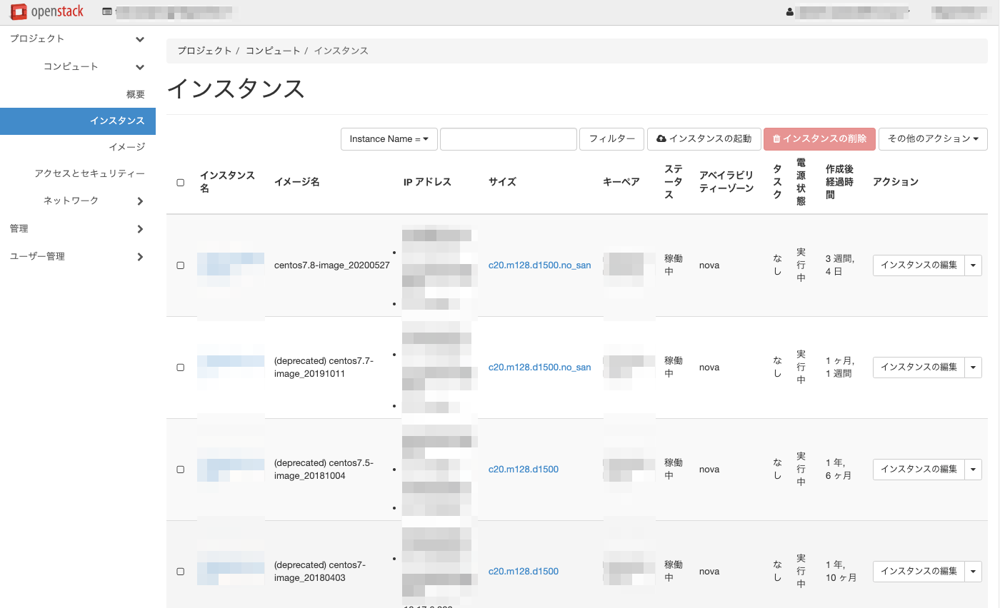 openstack
プロジェクト
コンピュート
概要
インスタンス
イメージ
アクセスとセキュリティー
ネットワーク
管理
ユーザー管理
プロジェクト / コンピュート / インスタンス
インスタンス
Instance Name = フィルター インスタンスの起動 インスタンスの削除 その他のアクション
インスタンス
名
イメージ名
IP アドレス
サイズ
キーペア
ステ
ータ
ス
アベイラビリ
ティーゾーン
タ
ス
ク
電
源
状
態
作成後
経過時
間
アクション
centos7.8-image_20200527
c20.m128.d1500.no_san
稼働
中
nova
な
し
実
行
中
3 週間,
4 日
インスタンスの編集
(deprecated) centos7.7-
image_20191011
c20.m128.d1500.no_san
稼働
中
nova
な
し
実
行
中
1 ヶ月,
1 週間
インスタンスの編集
(deprecated) centos7.5-
image_20181004
c20.m128.d1500
稼働
中
nova
な
し
実
行
中
1 年,
6 ヶ月
インスタンスの編集
(deprecated) centos7-
image_20180403
c20.m128.d1500
稼働
中
nova
な
し
実
行
中
1 年,
10 ヶ月
インスタンスの編集